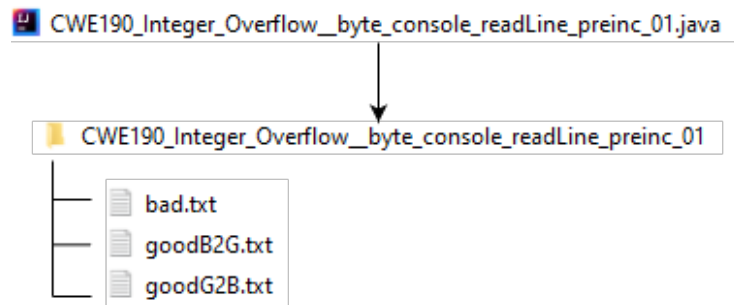 CWE190_Integer_Overflow__byte_console_readLine_preinc_01.java
CWE190_Integer_Overflow__byte_console_readLine_preinc_01
bad.txt
goodB2G.txt
goodG2B.txt